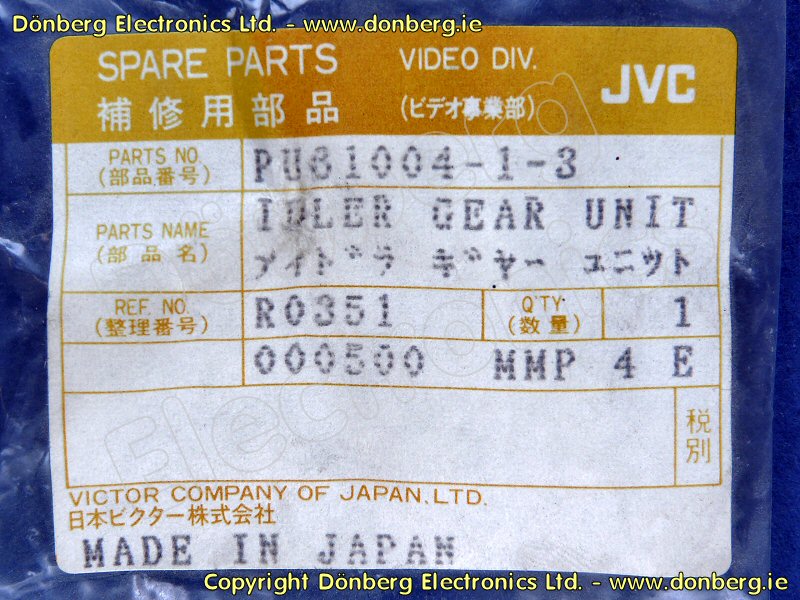 Dönberg Electronics Ltd. - www.donberg.ie
SPARE PARTS VIDEO DIV. JVC
補修用部品 (ビデオ事業部)
PARTS NO. (部品番号) PU61004-1-3
PARTS NAME (部品名) IDLER GEAR UNIT
アイドラ ギヤー ユニット
REF. NO. (整理番号) R0351 Q'TY (数量) 1
000500 MMP 4 E
税別
VICTOR COMPANY OF JAPAN, LTD.
日本ビクター株式会社
MADE IN JAPAN
Copyright Dönberg Electronics Ltd. - www.donberg.ie